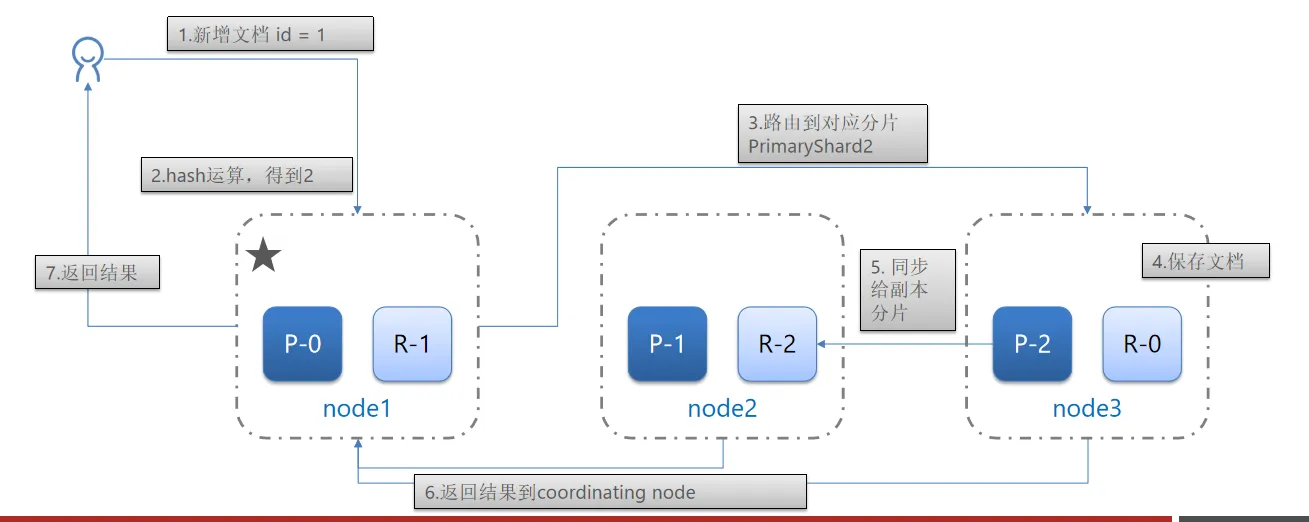 1.新增文档 id = 1
2.hash运算，得到2
3.路由到对应分片
PrimaryShard2
4.保存文档
5. 同步
给副本
分片
7.返回结果
P-0
R-1
node1
P-1
R-2
node2
P-2
R-0
node3
6.返回结果到coordinating node